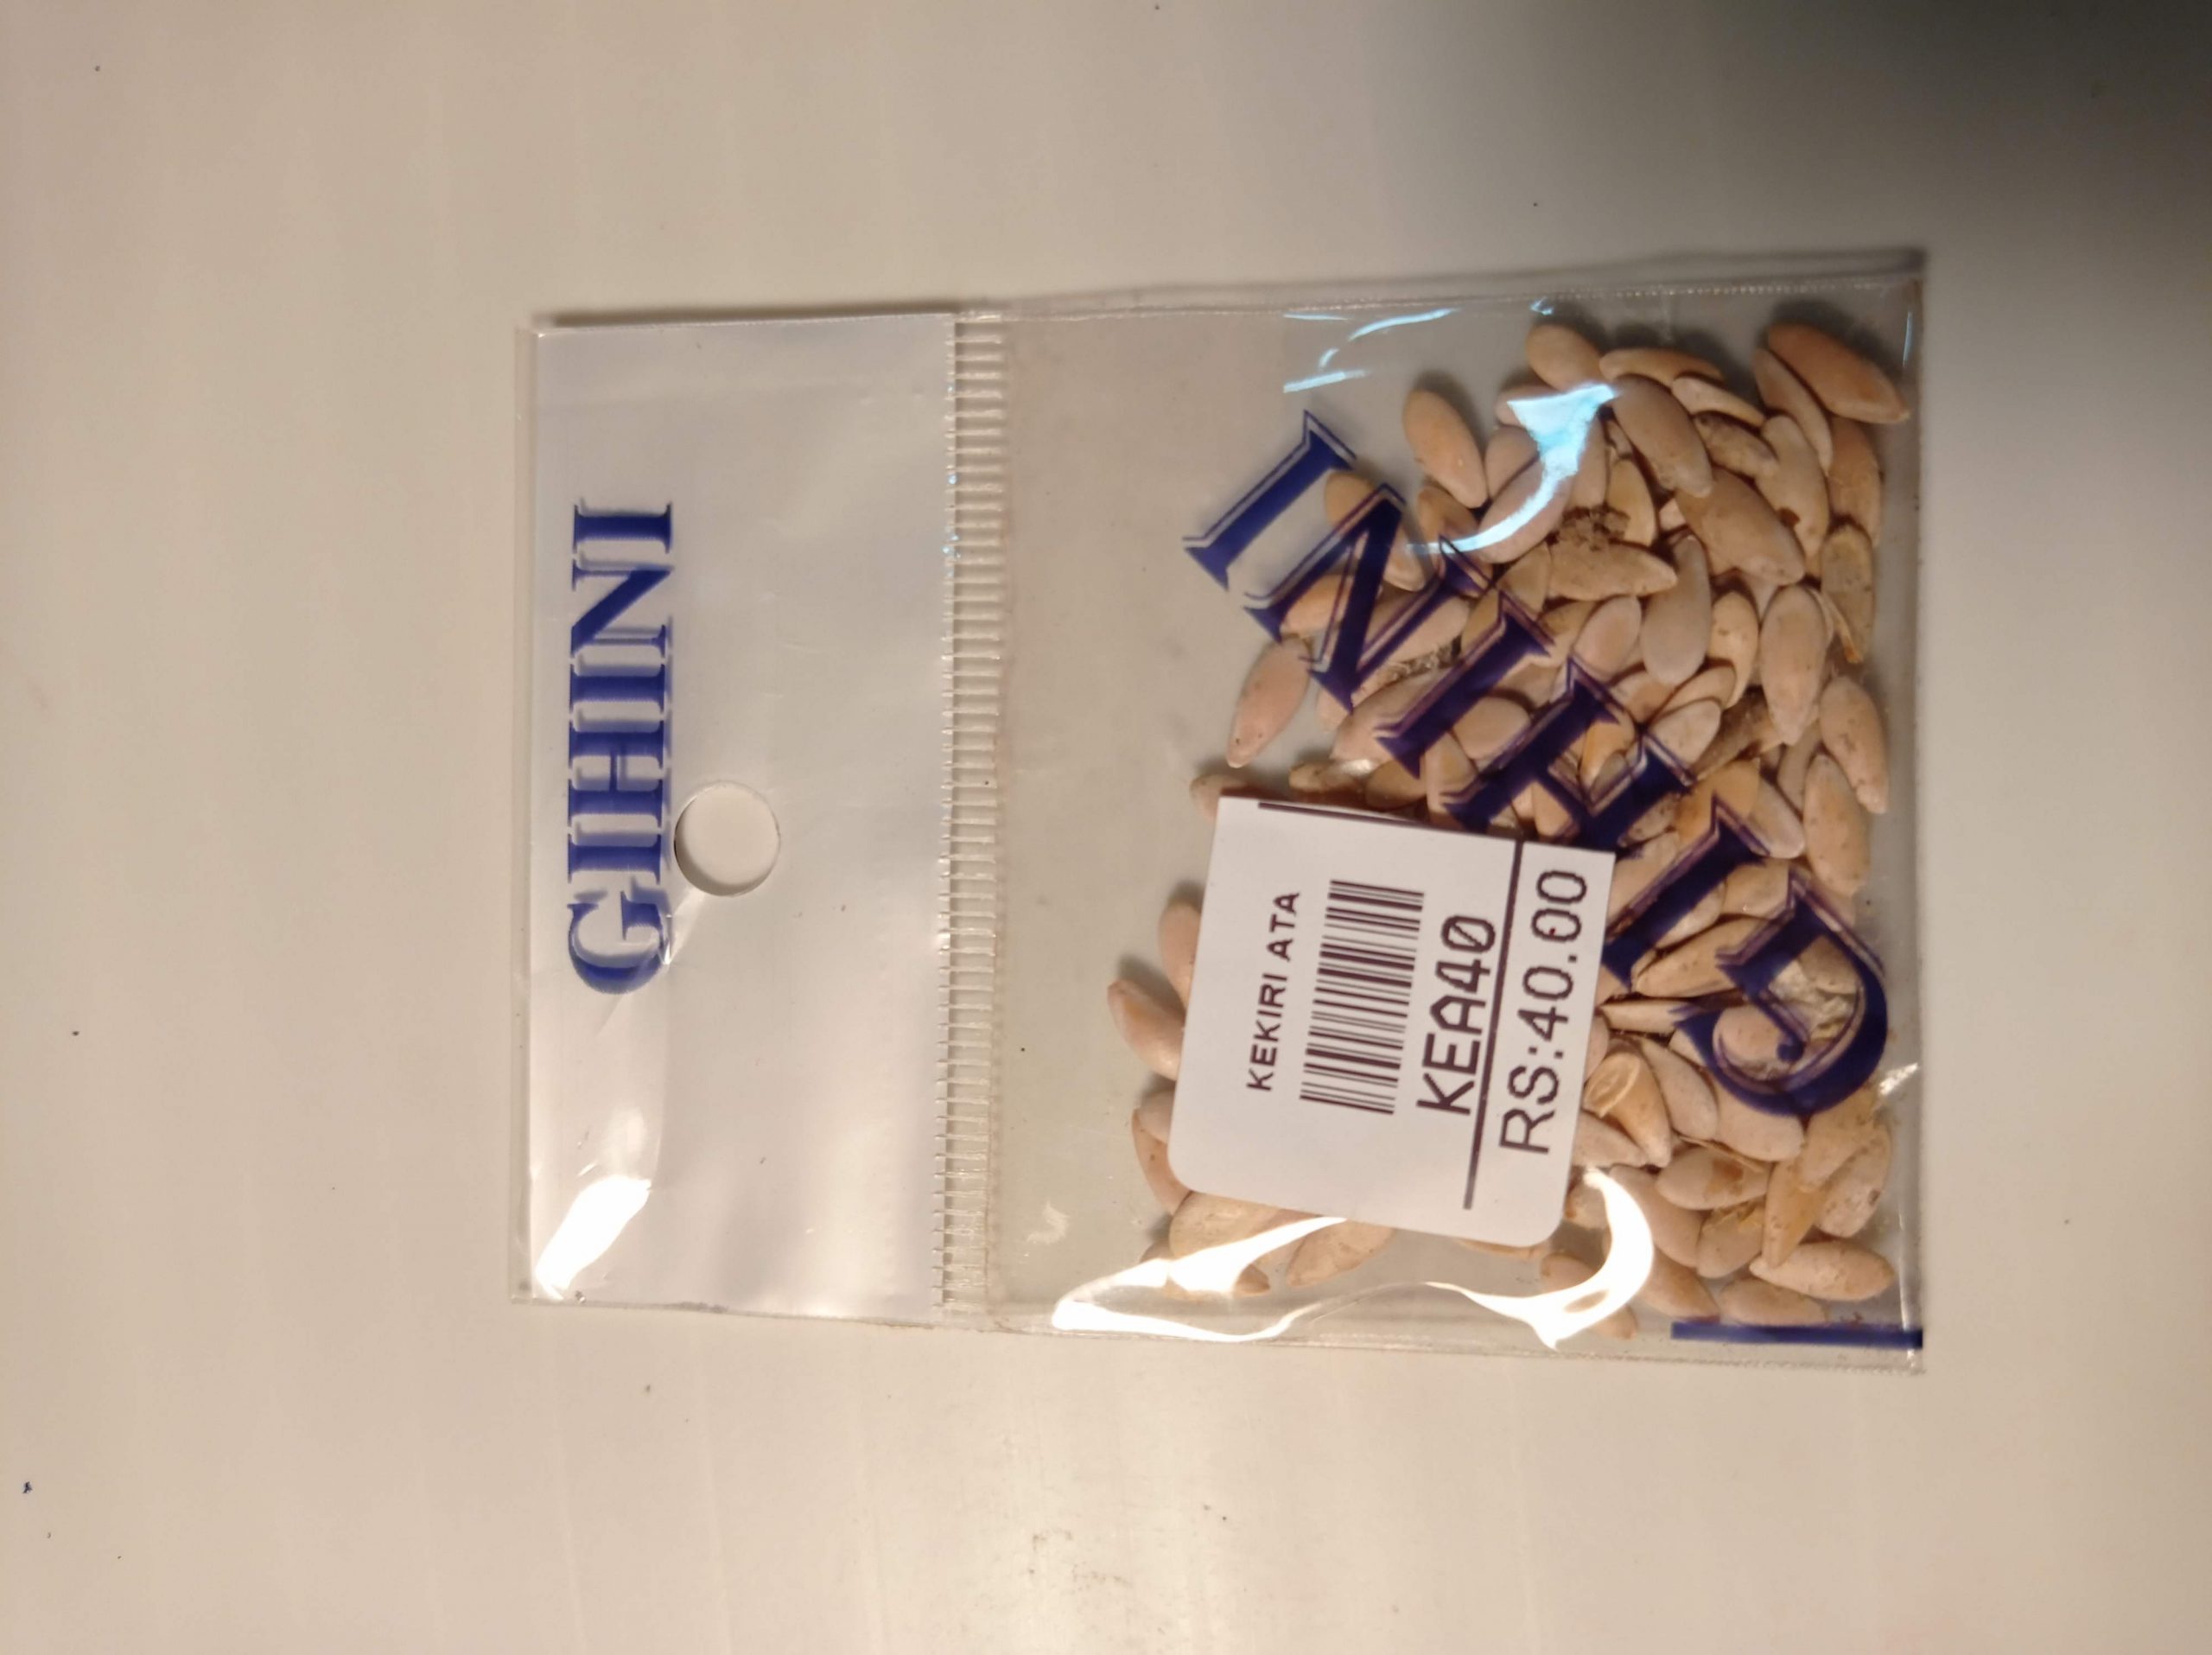 GIHINI
GIHINI
KEKIRI ATA
KEA40
RS:40.00